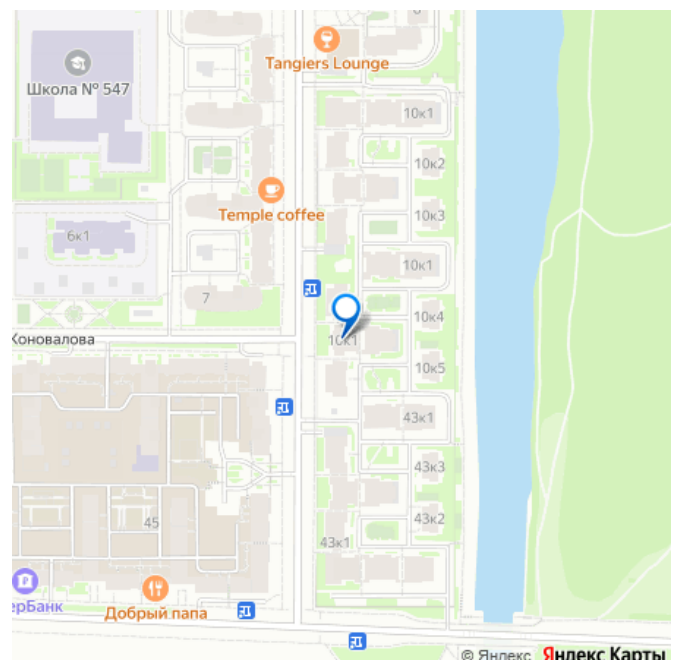 Tangiers Lounge
Школа № 547
10к1
10к2
Temple coffee
10к3
6к1
10к1
7
10к4
Коновалова
10к1
10к5
43к1
43к3
45
43к2
43к1
ерБанк
Добрый папа
© Яндекс Яндекс Карты